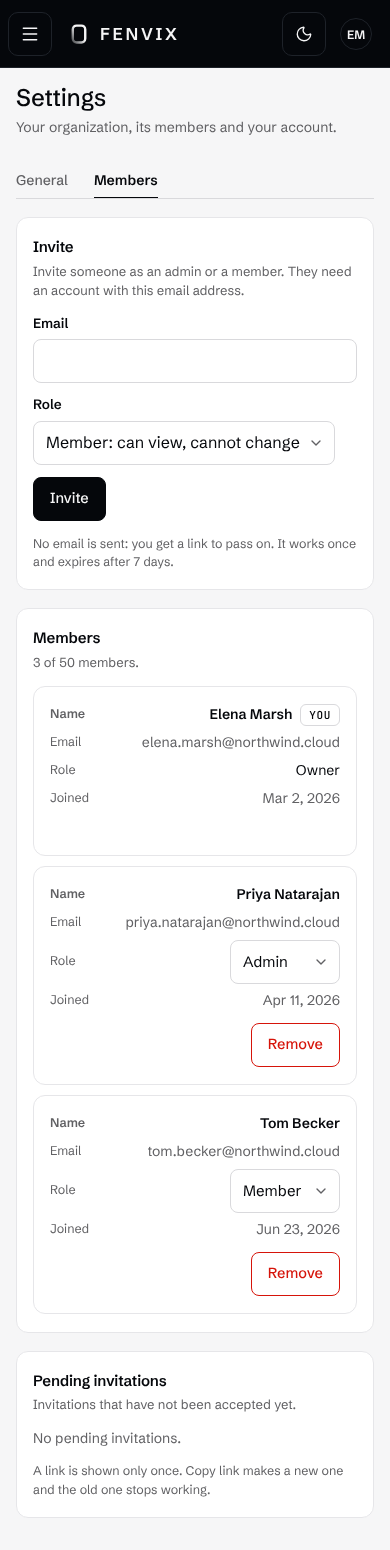 FENVIX
EM
Settings
Your organization, its members and your account.
General Members
Invite
Invite someone as an admin or a member. They need
an account with this email address.
Email
Role
Member: can view, cannot change
Invite
No email is sent: you get a link to pass on. It works once
and expires after 7 days.
Members
3 of 50 members.
Name Elena Marsh YOU
Email elena.marsh@northwind.cloud
Role Owner
Joined Mar 2, 2026
Name Priya Natarajan
Email priya.natarajan@northwind.cloud
Role Admin
Joined Apr 11, 2026
Remove
Name Tom Becker
Email tom.becker@northwind.cloud
Role Member
Joined Jun 23, 2026
Remove
Pending invitations
Invitations that have not been accepted yet.
No pending invitations.
A link is shown only once. Copy link makes a new one
and the old one stops working.